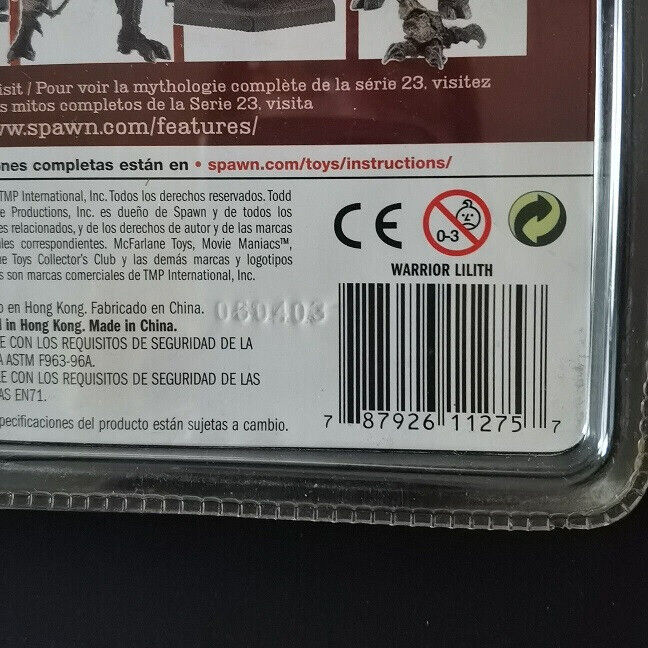 isit / Pour voir la mythologie complète de la série 23, visitez
s mitos completos de la Serie 23, visita
ww.spawn.com/features/
nes completas están en • spawn.com/toys/instructions/
TMP International, Inc. Todos los derechos reservados. Todd
e Productions, Inc. es dueño de Spawn y de todos los
es relacionados, y de los derechos de autor y de las marcas
les correspondientes. McFarlane Toys, Movie Maniacs™,
ne Toys Collector's Club y las demás marcas y logotipos
s son marcas comerciales de TMP International, Inc.
o en Hong Kong. Fabricado en China.
d in Hong Kong. Made in China.
E CON LOS REQUISITOS DE SEGURIDAD DE LA
A ASTM F963-96A.
E CON LOS REQUISITOS DE SEGURIDAD DE LAS
AS EN71.
specificaciones del producto están sujetas a cambio.
060403
CE
0-3
WARRIOR LILITH
7 87926 11275 7